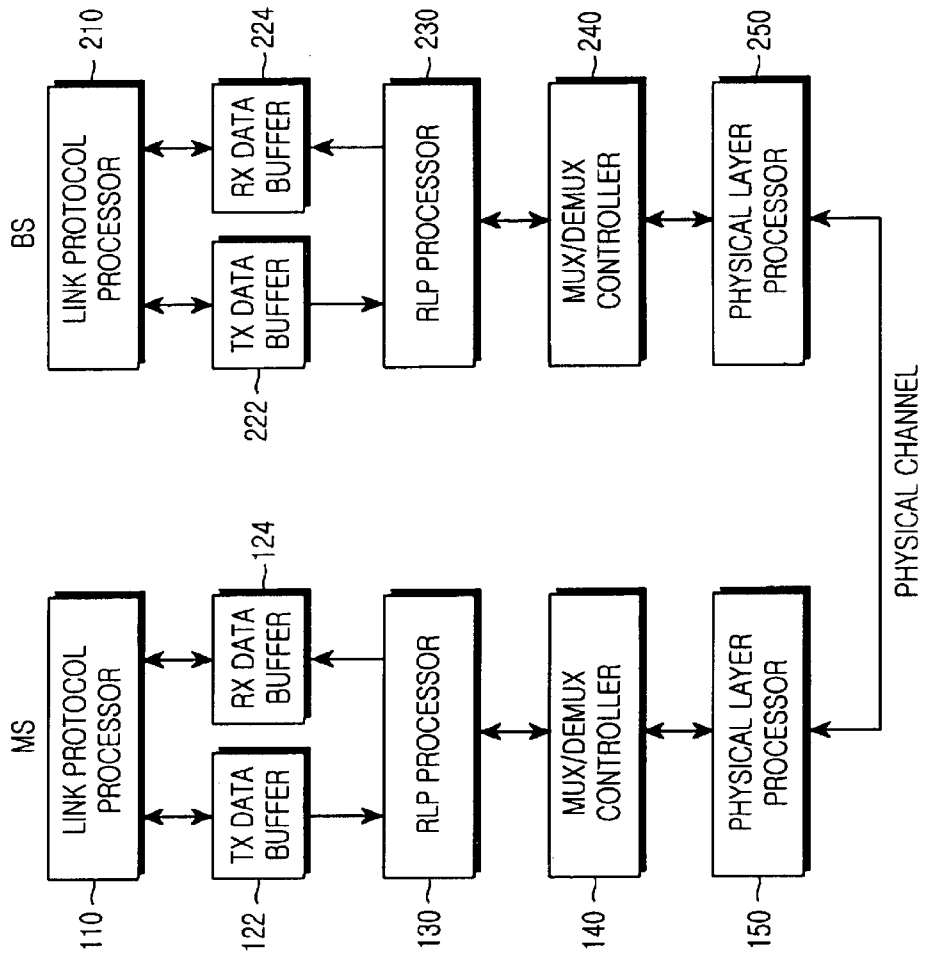 MS
LINK PROTOCOL
PROCESSOR
110
TX DATA
BUFFER
122
RX DATA
BUFFER
124
RLP PROCESSOR
130
MUX/DEMUX
CONTROLLER
140
PHYSICAL LAYER
PROCESSOR
150
BS
LINK PROTOCOL
PROCESSOR
210
TX DATA
BUFFER
222
RX DATA
BUFFER
224
RLP PROCESSOR
230
MUX/DEMUX
CONTROLLER
240
PHYSICAL LAYER
PROCESSOR
250
PHYSICAL CHANNEL